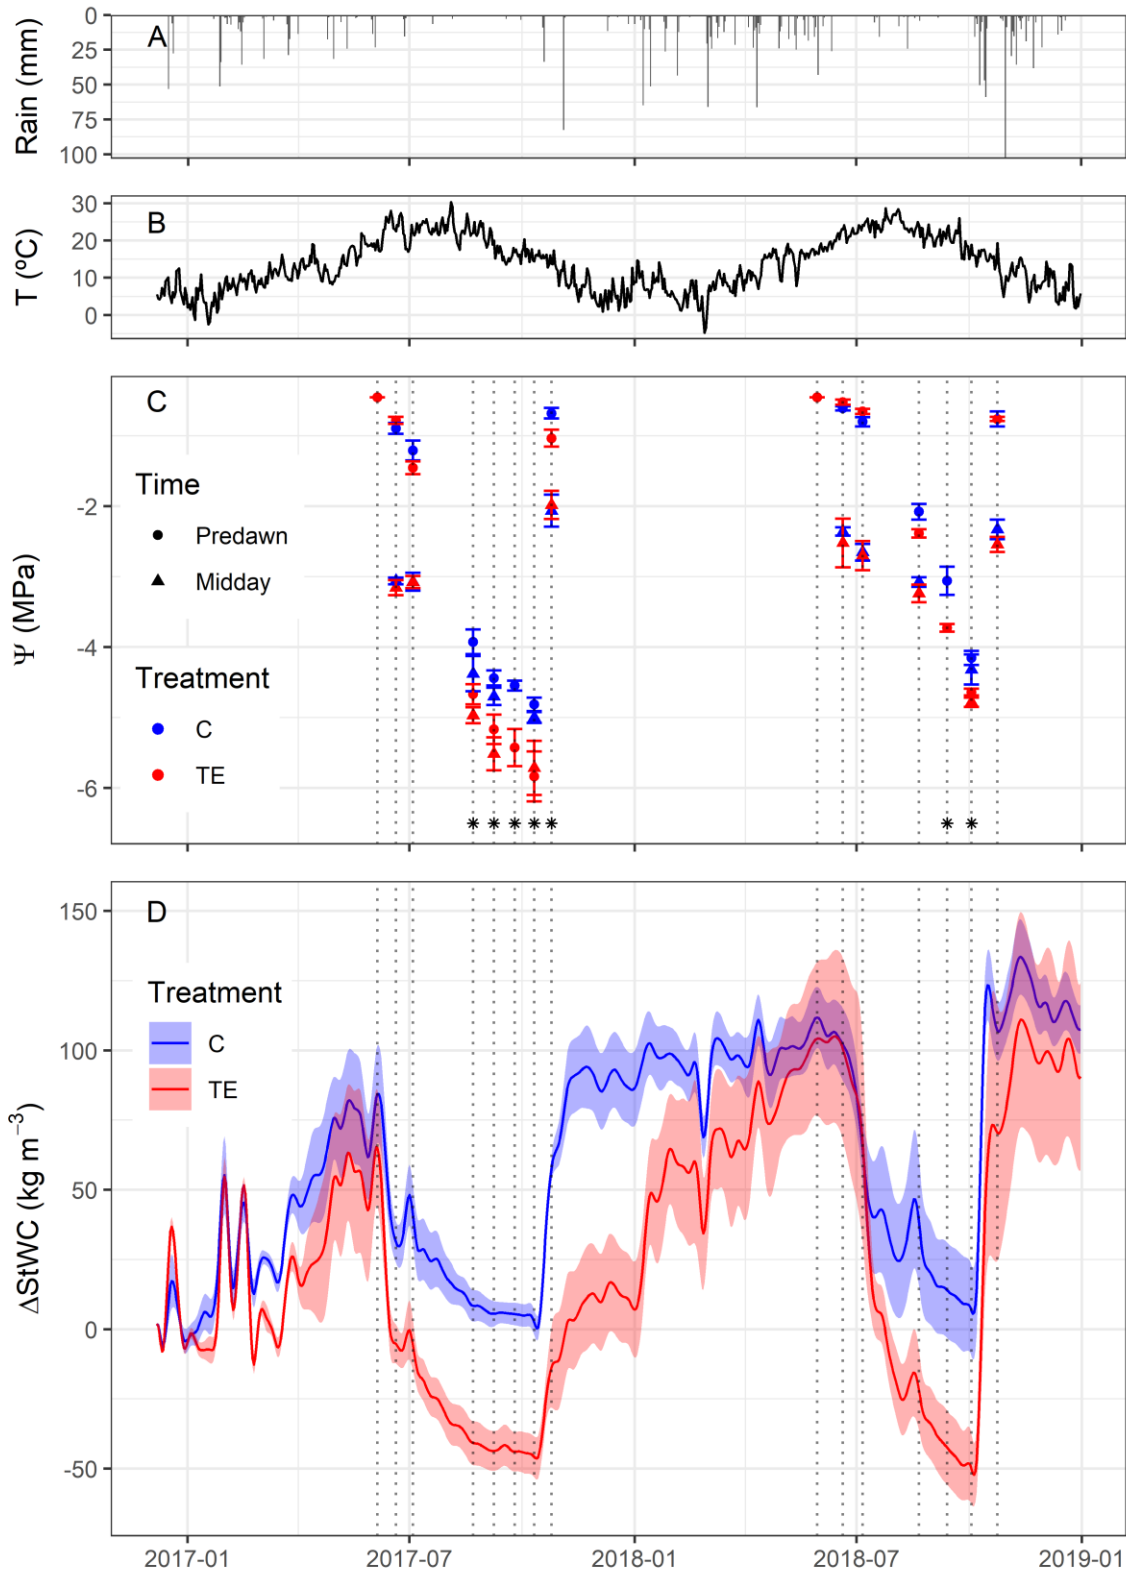 A
Rain (mm)
0
25
50
75
100
B
T (ºC)
30
20
10
0
C
Time
Predawn
Midday
Treatment
C
TE
Ψ (MPa)
-2
-4
-6
* * * * * * *
D
Treatment
C
TE
ΔStWC (kg m⁻³)
150
100
50
0
-50
2017-01 2017-07 2018-01 2018-07 2019-01